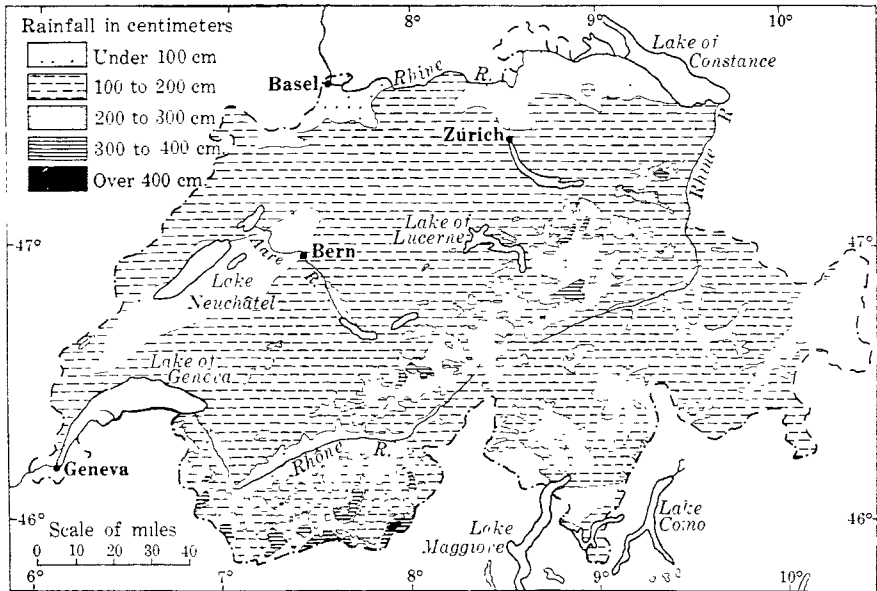 8°
9°
10°
Rainfall in centimeters
Under 100 cm
100 to 200 cm
200 to 300 cm
300 to 400 cm
Over 400 cm.
Lake of
Constance
Basel
Rhine R.
Zürich
Rhine R
47°
Lake of
Lucerne
47°
Aare
R.
Bern
Lake
Neuchâtel
Lake of
Geneva
Rhône R.
Geneva
46°
46°
Scale of miles
0 10 20 30 40
Lake
Maggiore
Lake
Como
6°
7°
8°
9°
10°